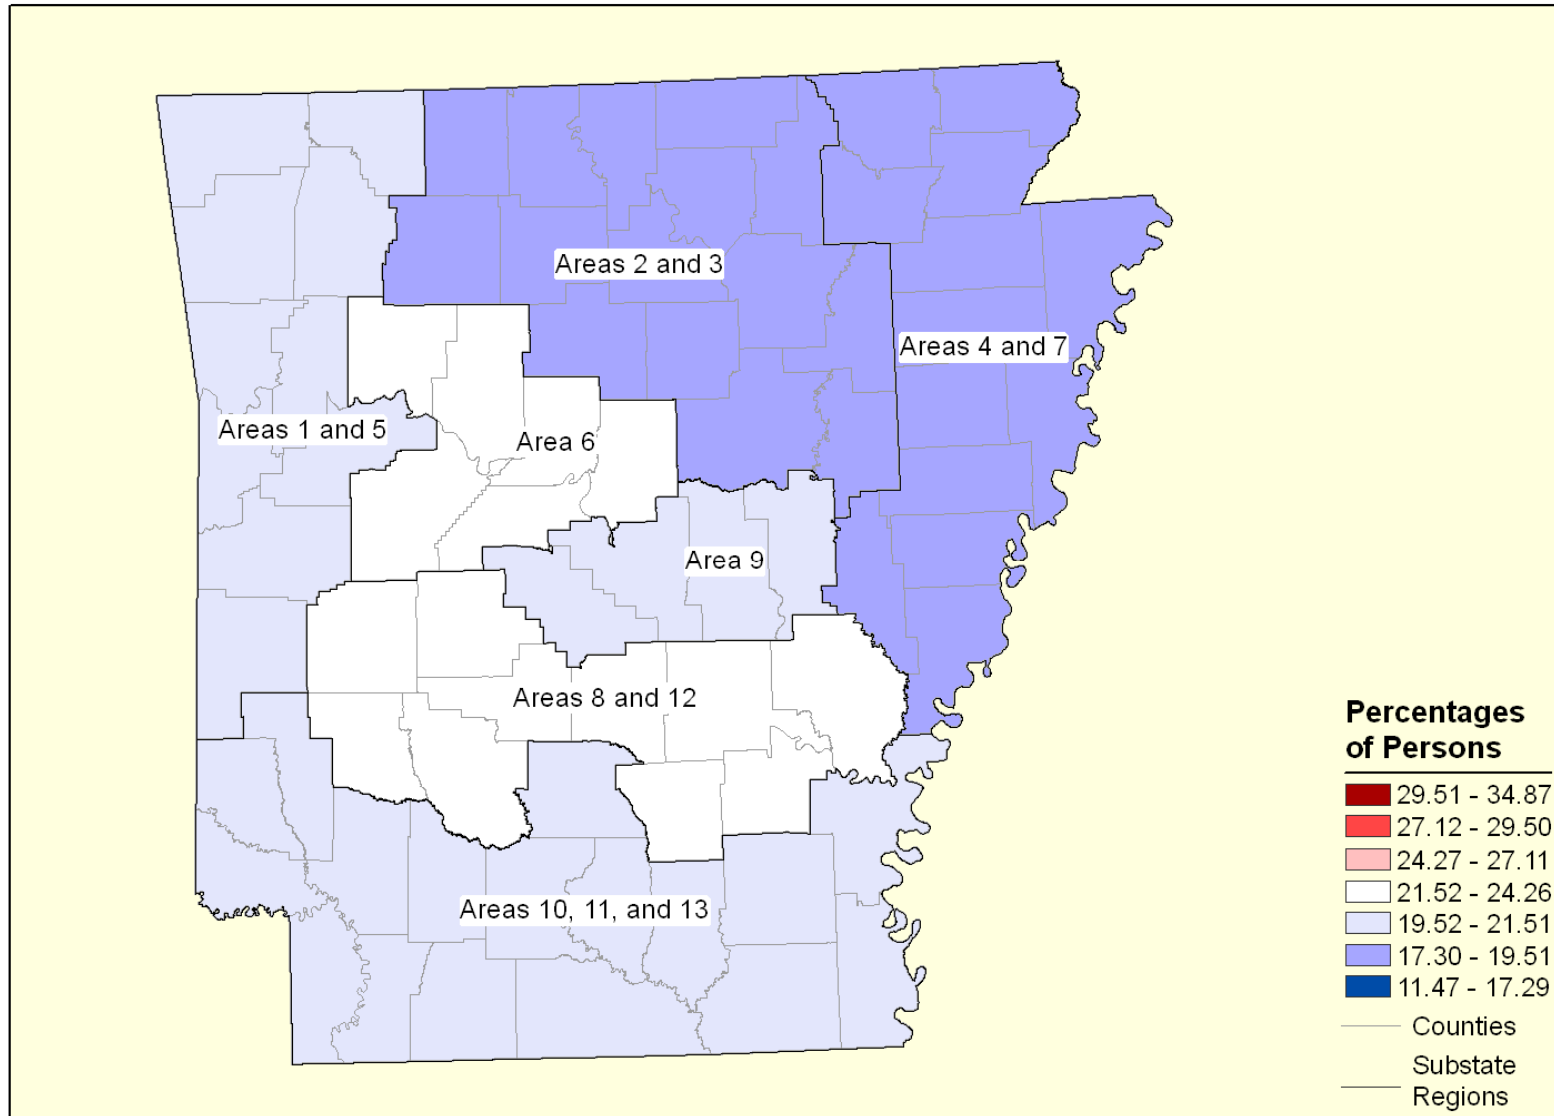 Areas 2 and 3
Areas 4 and 7
Areas 1 and 5
Area 6
Area 9
Areas 8 and 12
Areas 10, 11, and 13
Percentages
of Persons
29.51 - 34.87
27.12 - 29.50
24.27 - 27.11
21.52 - 24.26
19.52 - 21.51
17.30 - 19.51
11.47 - 17.29
Counties
Substate
Regions